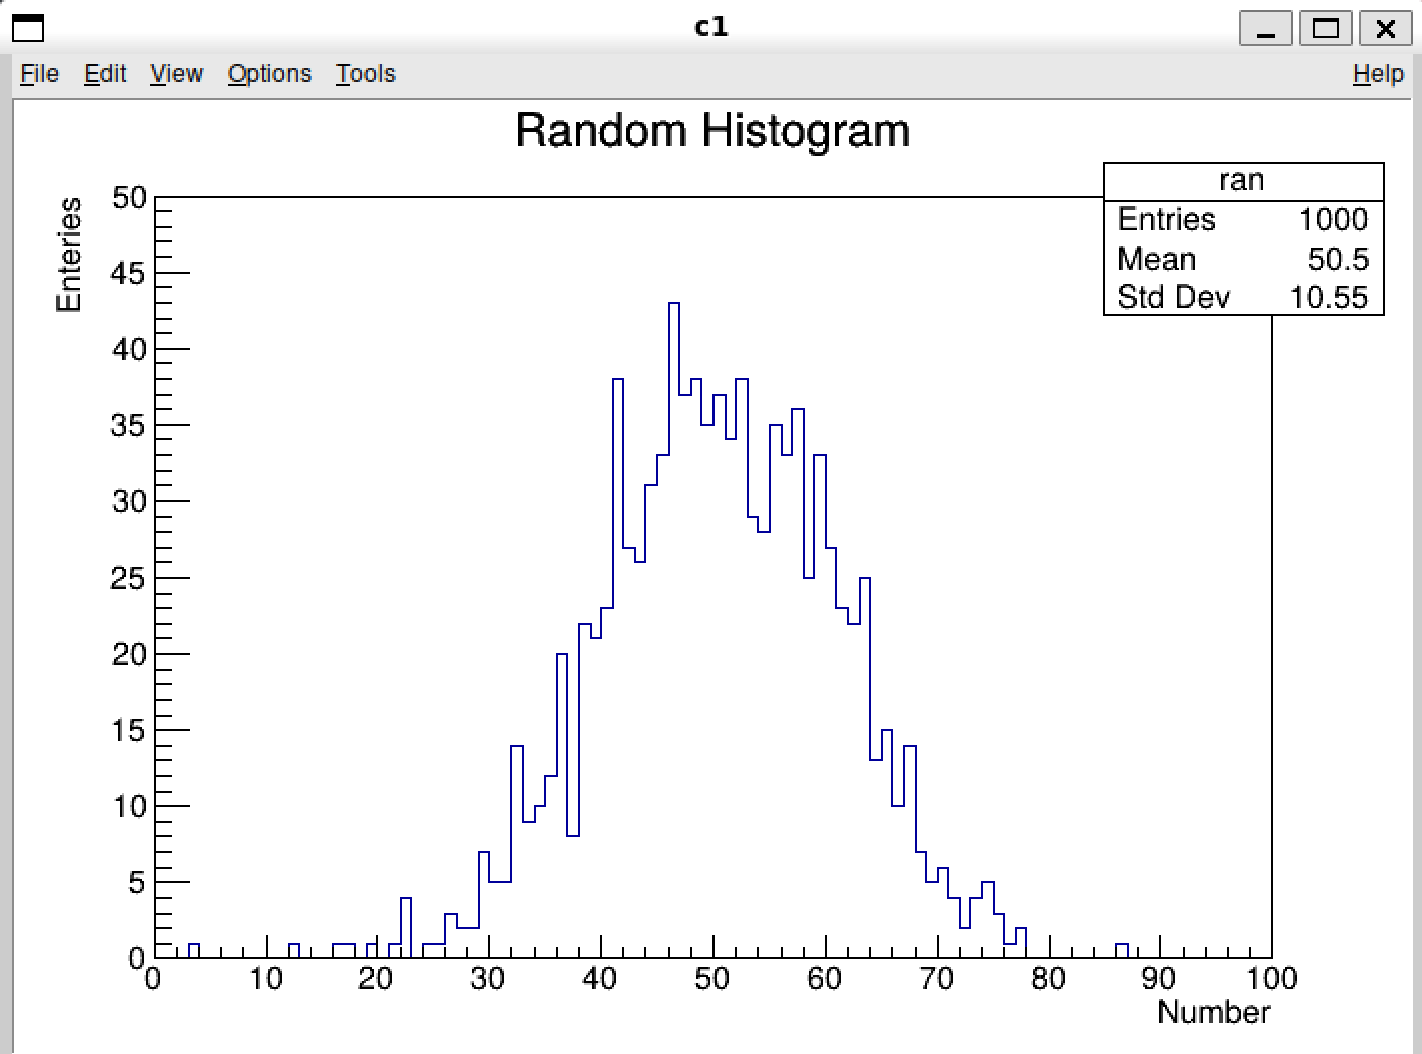 c1
File Edit View Options Tools Help
Random Histogram
ran
Entries 1000
Mean 50.5
Std Dev 10.55
Enteries
50
45
40
35
30
25
20
15
10
5
0
0 10 20 30 40 50 60 70 80 90 100
Number